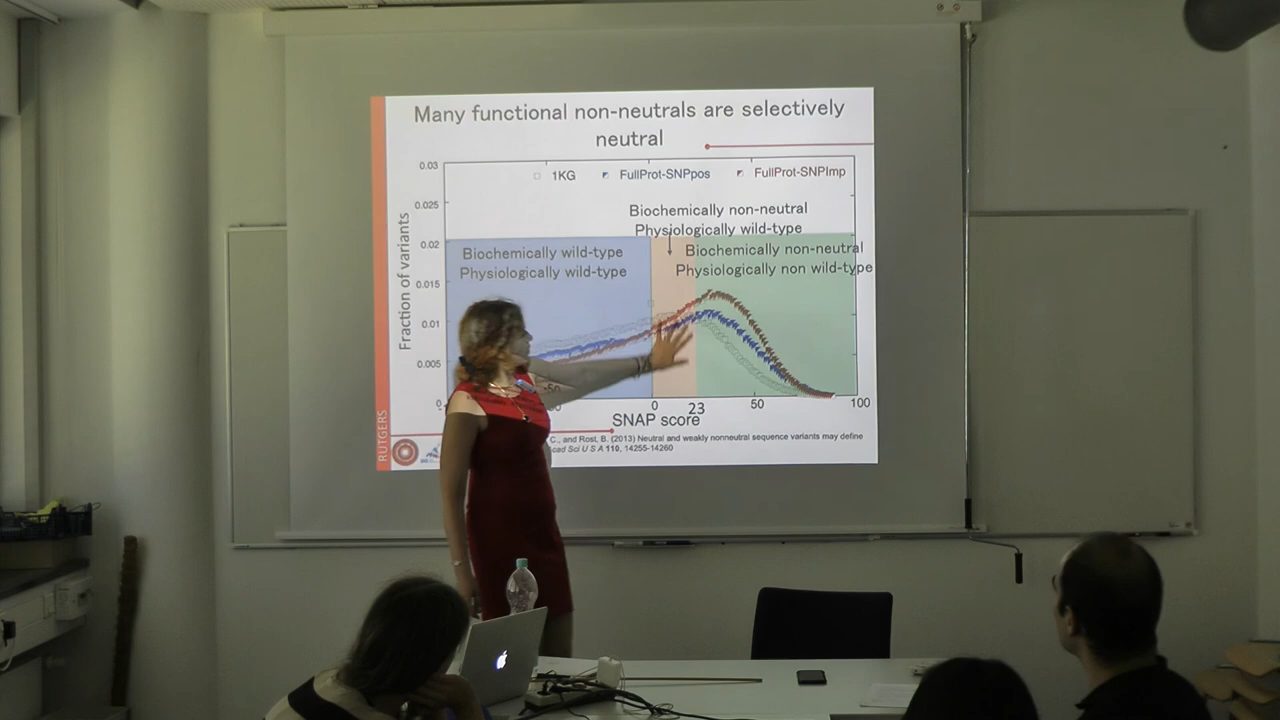 Many functional non-neutrals are selectively
neutral
0.03
1KG FullProt-SNPpos FullProt-SNPImp
0.025
Biochemically non-neutral
Physiologically wild-type
0.02
Biochemically wild-type
Physiologically wild-type
Biochemically non-neutral
Physiologically non wild-type
0.015
0.01
0.005
0
Fraction of variants
0 23 50 100
SNAP score
C., and Rost, B. (2013) Neutral and weakly nonneutral sequence variants may define
Sci U S A 110, 14255-14260
RUTGERS